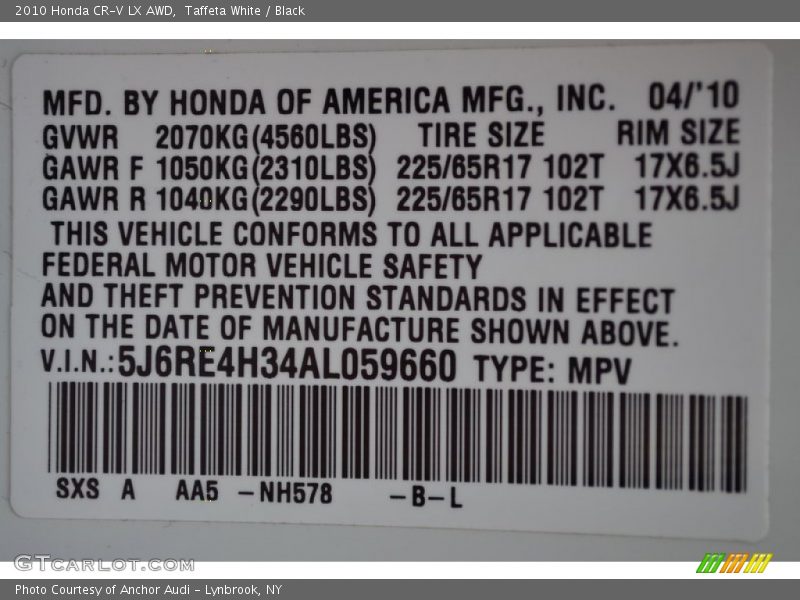 2010 Honda CR-V LX AWD,  Taffeta White / Black
MFD. BY HONDA OF AMERICA MFG., INC. 04/'10
GVWR 2070KG(4560LBS) TIRE SIZE RIM SIZE
GAWR F 1050KG(2310LBS) 225/65R17 102T 17X6.5J
GAWR R 1040KG(2290LBS) 225/65R17 102T 17X6.5J
THIS VEHICLE CONFORMS TO ALL APPLICABLE
FEDERAL MOTOR VEHICLE SAFETY
AND THEFT PREVENTION STANDARDS IN EFFECT
ON THE DATE OF MANUFACTURE SHOWN ABOVE.
V.I.N.:5J6RE4H34AL059660 TYPE: MPV
SXS A AA5 -NH578 -B-L
GTCARLOT.COM
Photo Courtesy of Anchor Audi - Lynbrook, NY